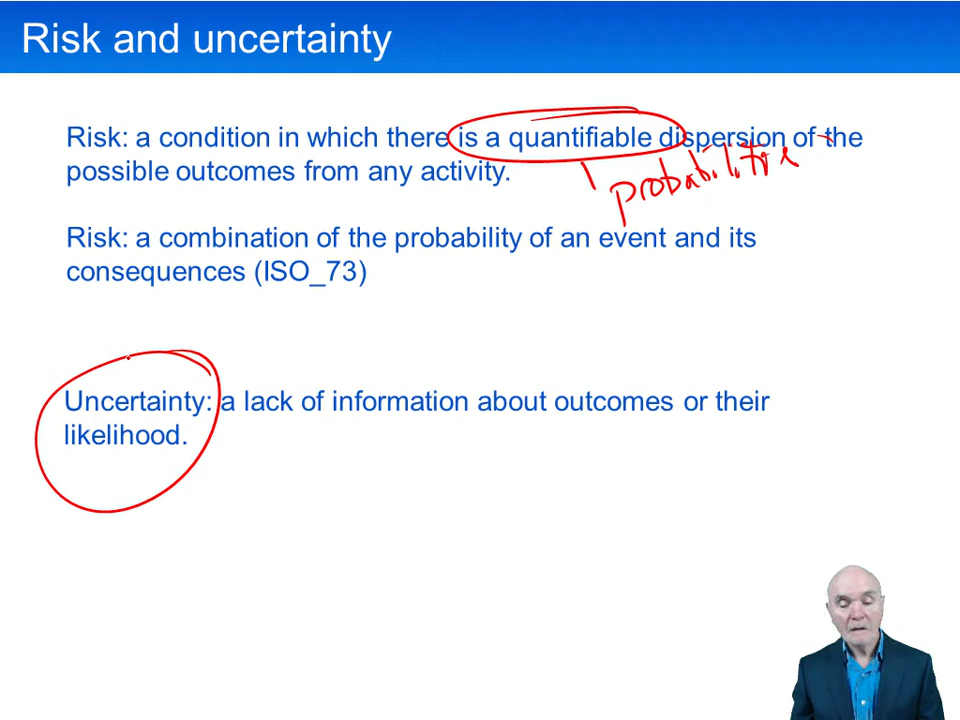 Risk and uncertainty
Risk: a condition in which there is a quantifiable dispersion of the
possible outcomes from any activity.
Risk: a combination of the probability of an event and its
consequences (ISO_73)
Uncertainty: a lack of information about outcomes or their
likelihood.